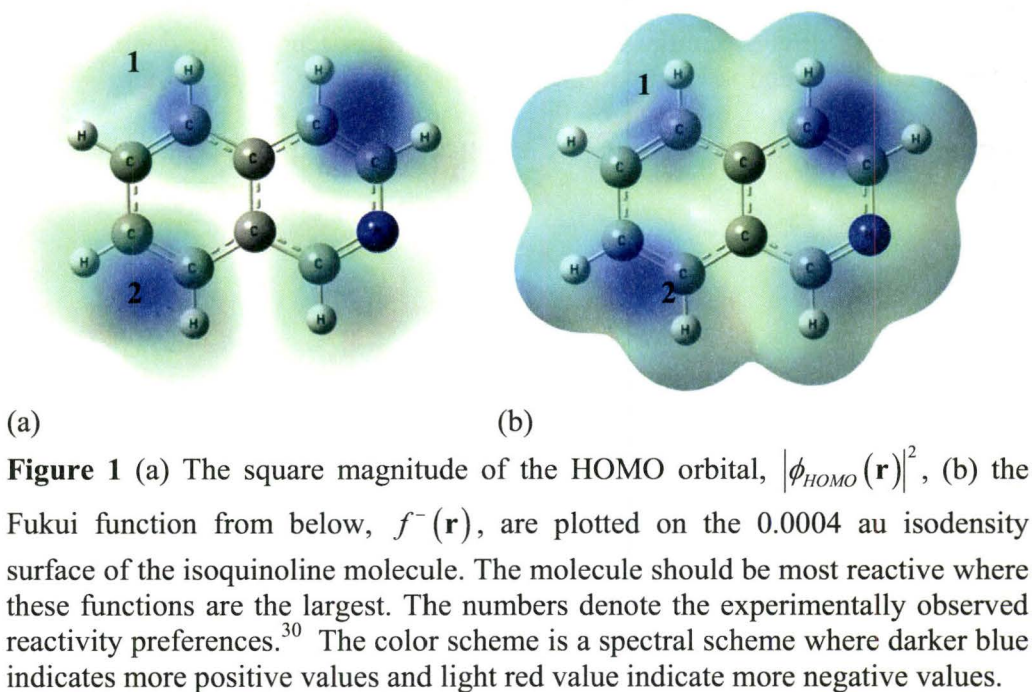 1 H H 1 H H
C C C C
H C C C H H C C C H
C C C N C C C N
H C C H C C
2 H H 2 H H
(a) (b)
Figure 1 (a) The square magnitude of the HOMO orbital, |ϕHOMO(r)|², (b) the
Fukui function from below, f⁻(r), are plotted on the 0.0004 au isodensity
surface of the isoquinoline molecule. The molecule should be most reactive where
these functions are the largest. The numbers denote the experimentally observed
reactivity preferences.³⁰ The color scheme is a spectral scheme where darker blue
indicates more positive values and light red value indicate more negative values.